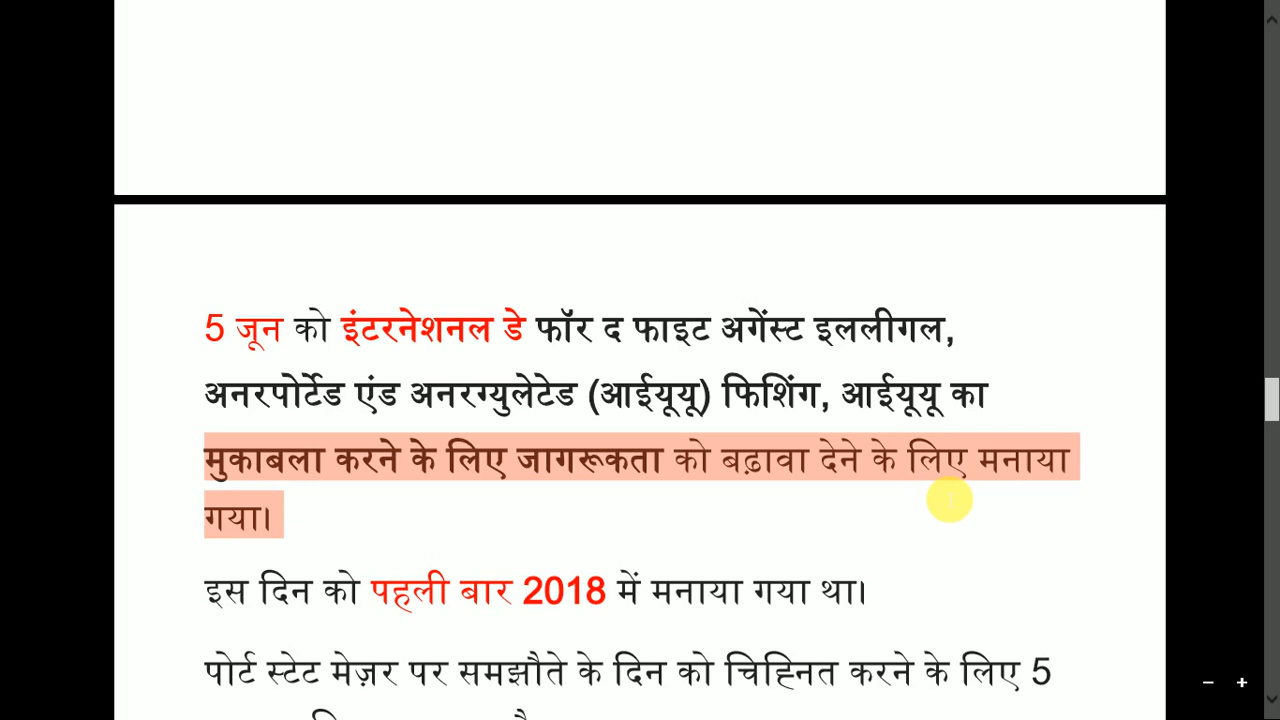 5 जून को इंटरनेशनल डे फॉर द फाइट अगेंस्ट इललीगल,
अनरपोर्टेड एंड अनरग्युलेटेड (आईयूयू) फिशिंग, आईयूयू का
मुकाबला करने के लिए जागरूकता को बढ़ावा देने के लिए मनाया
गया।
इस दिन को पहली बार 2018 में मनाया गया था।
पोर्ट स्टेट मेज़र पर समझौते के दिन को चिह्नित करने के लिए 5